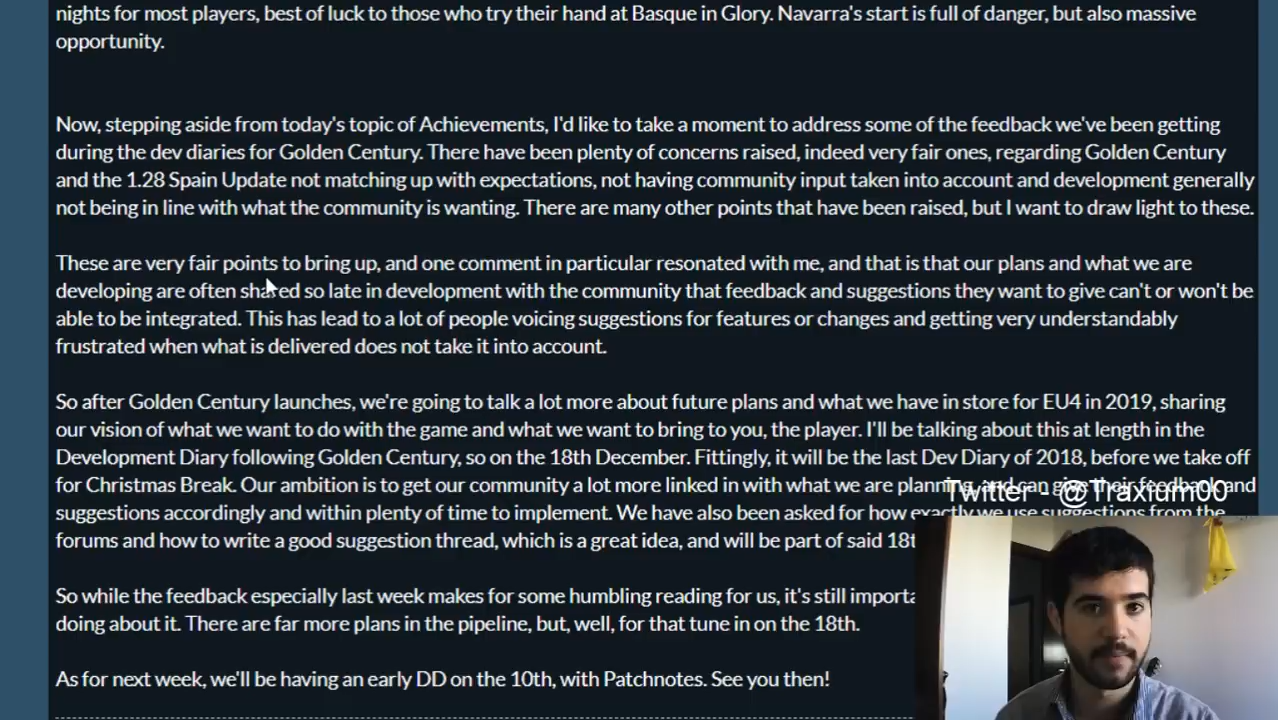 nights for most players, best of luck to those who try their hand at Basque in Glory. Navarra's start is full of danger, but also massive
opportunity.
Now, stepping aside from today's topic of Achievements, I'd like to take a moment to address some of the feedback we've been getting
during the dev diaries for Golden Century. There have been plenty of concerns raised, indeed very fair ones, regarding Golden Century
and the 1.28 Spain Update not matching up with expectations, not having community input taken into account and development generally
not being in line with what the community is wanting. There are many other points that have been raised, but I want to draw light to these.
These are very fair points to bring up, and one comment in particular resonated with me, and that is that our plans and what we are
developing are often shared so late in development with the community that feedback and suggestions they want to give can't or won't be
able to be integrated. This has lead to a lot of people voicing suggestions for features or changes and getting very understandably
frustrated when what is delivered does not take it into account.
So after Golden Century launches, we're going to talk a lot more about future plans and what we have in store for EU4 in 2019, sharing
our vision of what we want to do with the game and what we want to bring to you, the player. I'll be talking about this at length in the
Development Diary following Golden Century, so on the 18th December. Fittingly, it will be the last Dev Diary of 2018, before we take off
for Christmas Break. Our ambition is to get our community a lot more linked in with what we are planning, and can give their feedback and
Twitter - @Traxium00
suggestions accordingly and within plenty of time to implement. We have also been asked for how exactly we use suggestions from the
forums and how to write a good suggestion thread, which is a great idea, and will be part of said
So while the feedback especially last week makes for some humbling reading for us, it's still
doing about it. There are far more plans in the pipeline, but, well, for that tune in on the 18th.
As for next week, we'll be having an early DD on the 10th, with Patchnotes. See you then!